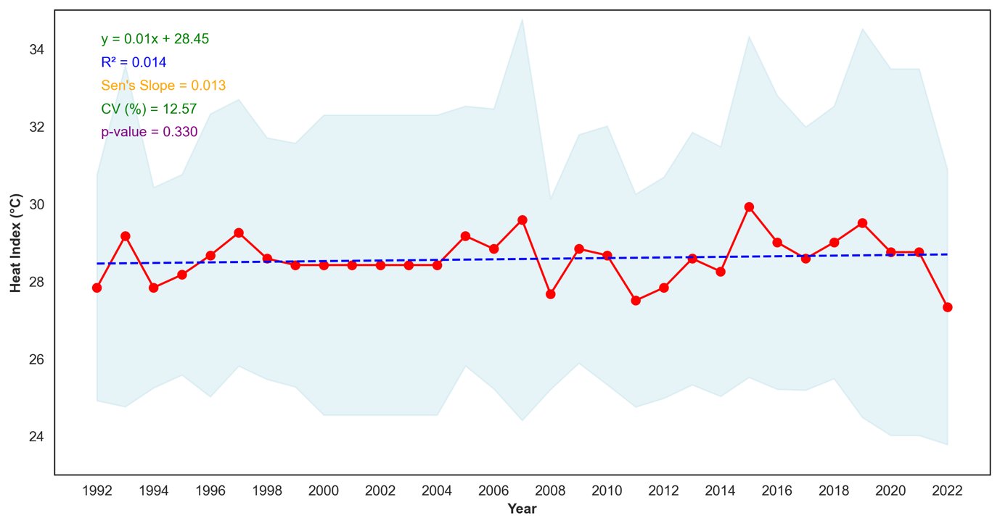 y = 0.01x + 28.45
R² = 0.014
Sen's Slope = 0.013
CV (%) = 12.57
p-value = 0.330
Heat Index (°C)
34
32
30
28
26
24
1992 1994 1996 1998 2000 2002 2004 2006 2008 2010 2012 2014 2016 2018 2020 2022
Year